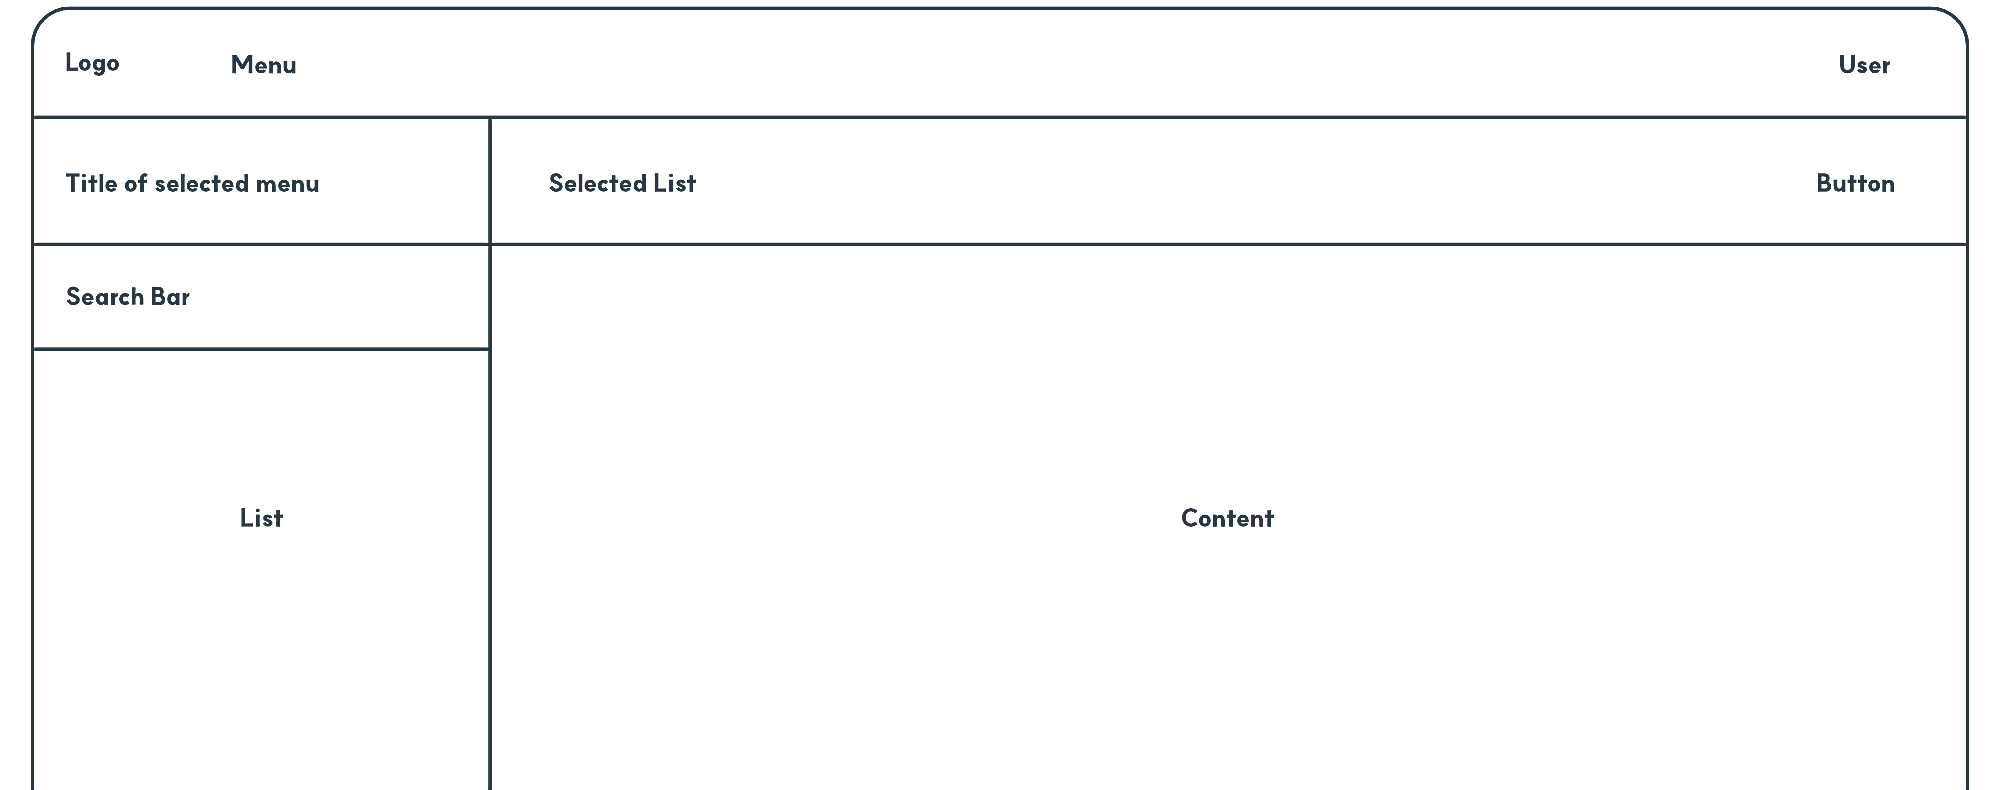 Logo
Menu
User
Title of selected menu
Selected List
Button
Search Bar
List
Content